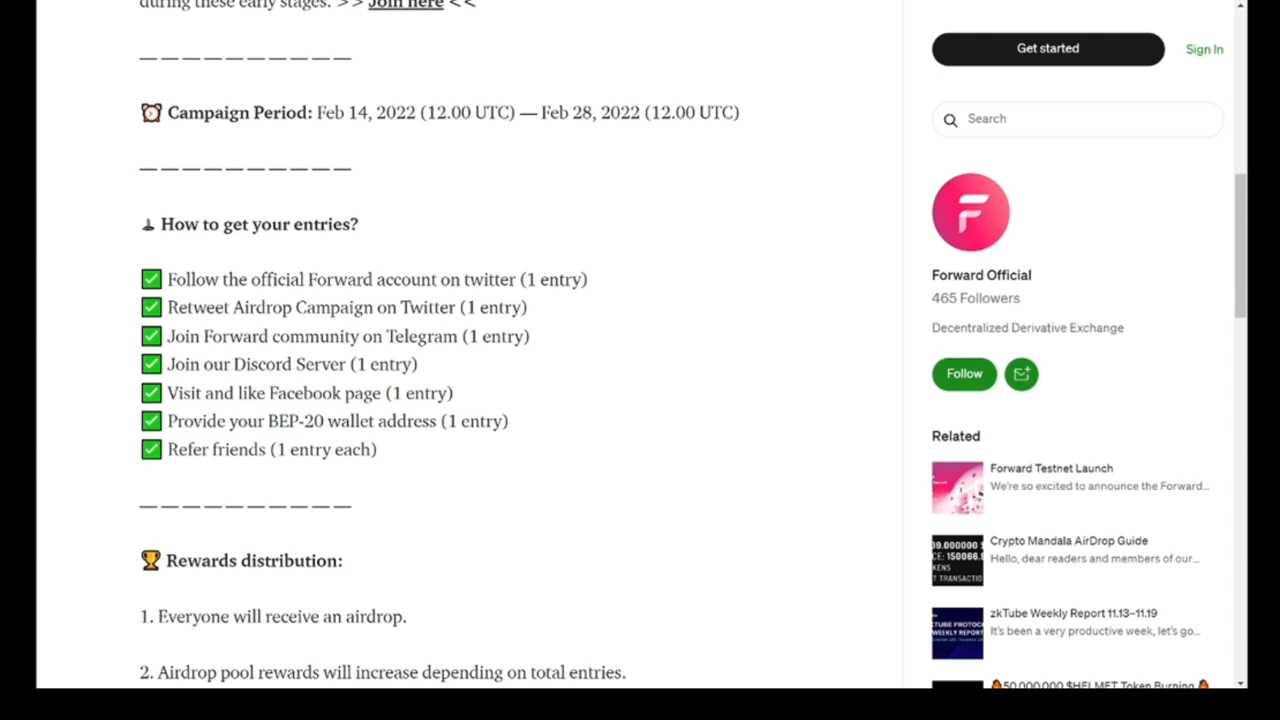 during these early stages. >> Join here <<
— — — — — — — — — —
⏰ Campaign Period: Feb 14, 2022 (12.00 UTC) — Feb 28, 2022 (12.00 UTC)
— — — — — — — — — —
How to get your entries?
✅ Follow the official Forward account on twitter (1 entry)
✅ Retweet Airdrop Campaign on Twitter (1 entry)
✅ Join Forward community on Telegram (1 entry)
✅ Join our Discord Server (1 entry)
✅ Visit and like Facebook page (1 entry)
✅ Provide your BEP-20 wallet address (1 entry)
✅ Refer friends (1 entry each)
— — — — — — — — — —
🏆 Rewards distribution:
1. Everyone will receive an airdrop.
2. Airdrop pool rewards will increase depending on total entries.
Get started
Sign In
Search
Forward Official
465 Followers
Decentralized Derivative Exchange
Follow
Related
Forward Testnet Launch
We're so excited to announce the Forward...
Crypto Mandala AirDrop Guide
Hello, dear readers and members of our...
zkTube Weekly Report 11.13–11.19
It's been a very productive week, let's go...
🔥50,000,000 $HELMET Token Burning🔥